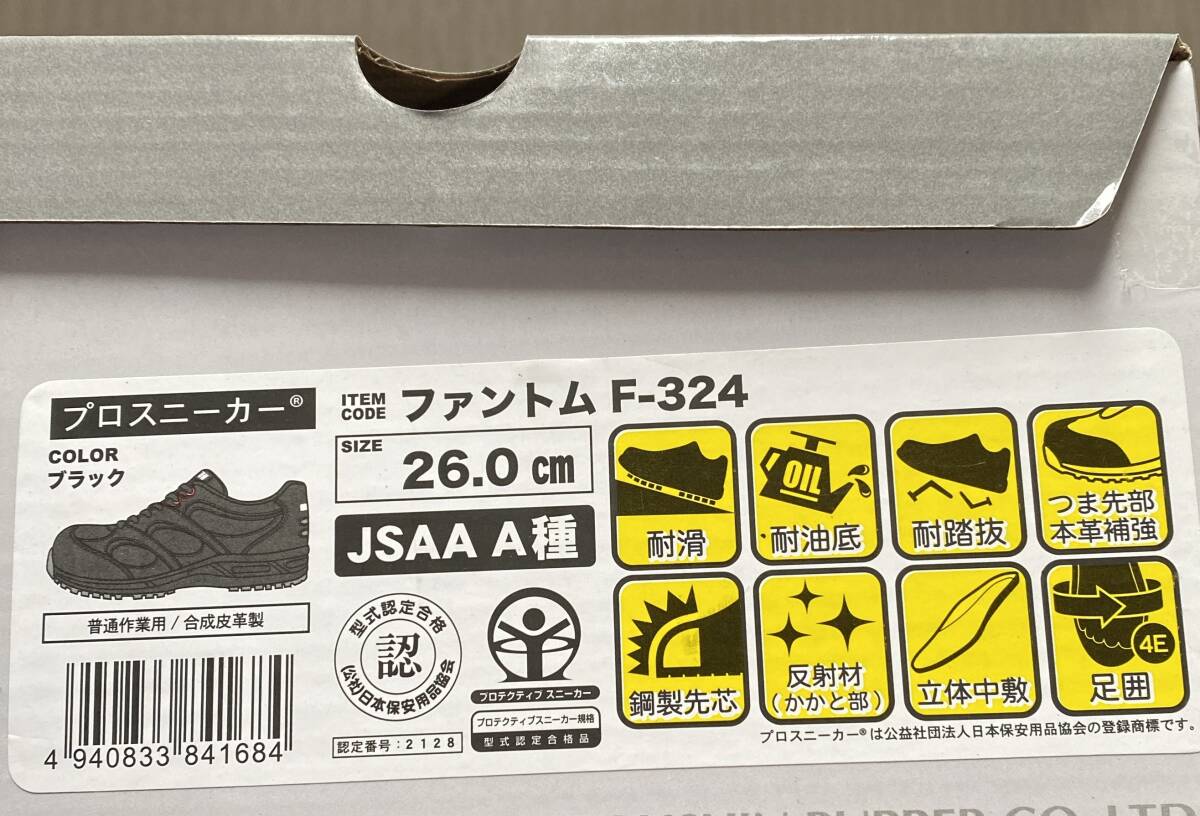 プロスニーカー®
COLOR
ブラック
普通作業用/合成皮革製
4 940833 841684
ITEM CODE ファントム F-324
SIZE 26.0 cm
JSAA A種
型式認定合格
認
(公社)日本保安用品協会
認定番号:2128
プロテクティブ スニーカー
プロテクティブスニーカー規格
型式認定合格品
耐滑
OIL
耐油底
耐踏抜
つま先部
本革補強
鋼製先芯
反射材
(かかと部)
立体中敷
4E
足囲
プロスニーカー®は公益社団法人日本保安用品協会の登録商標です。
RUBBER CO.,LTD